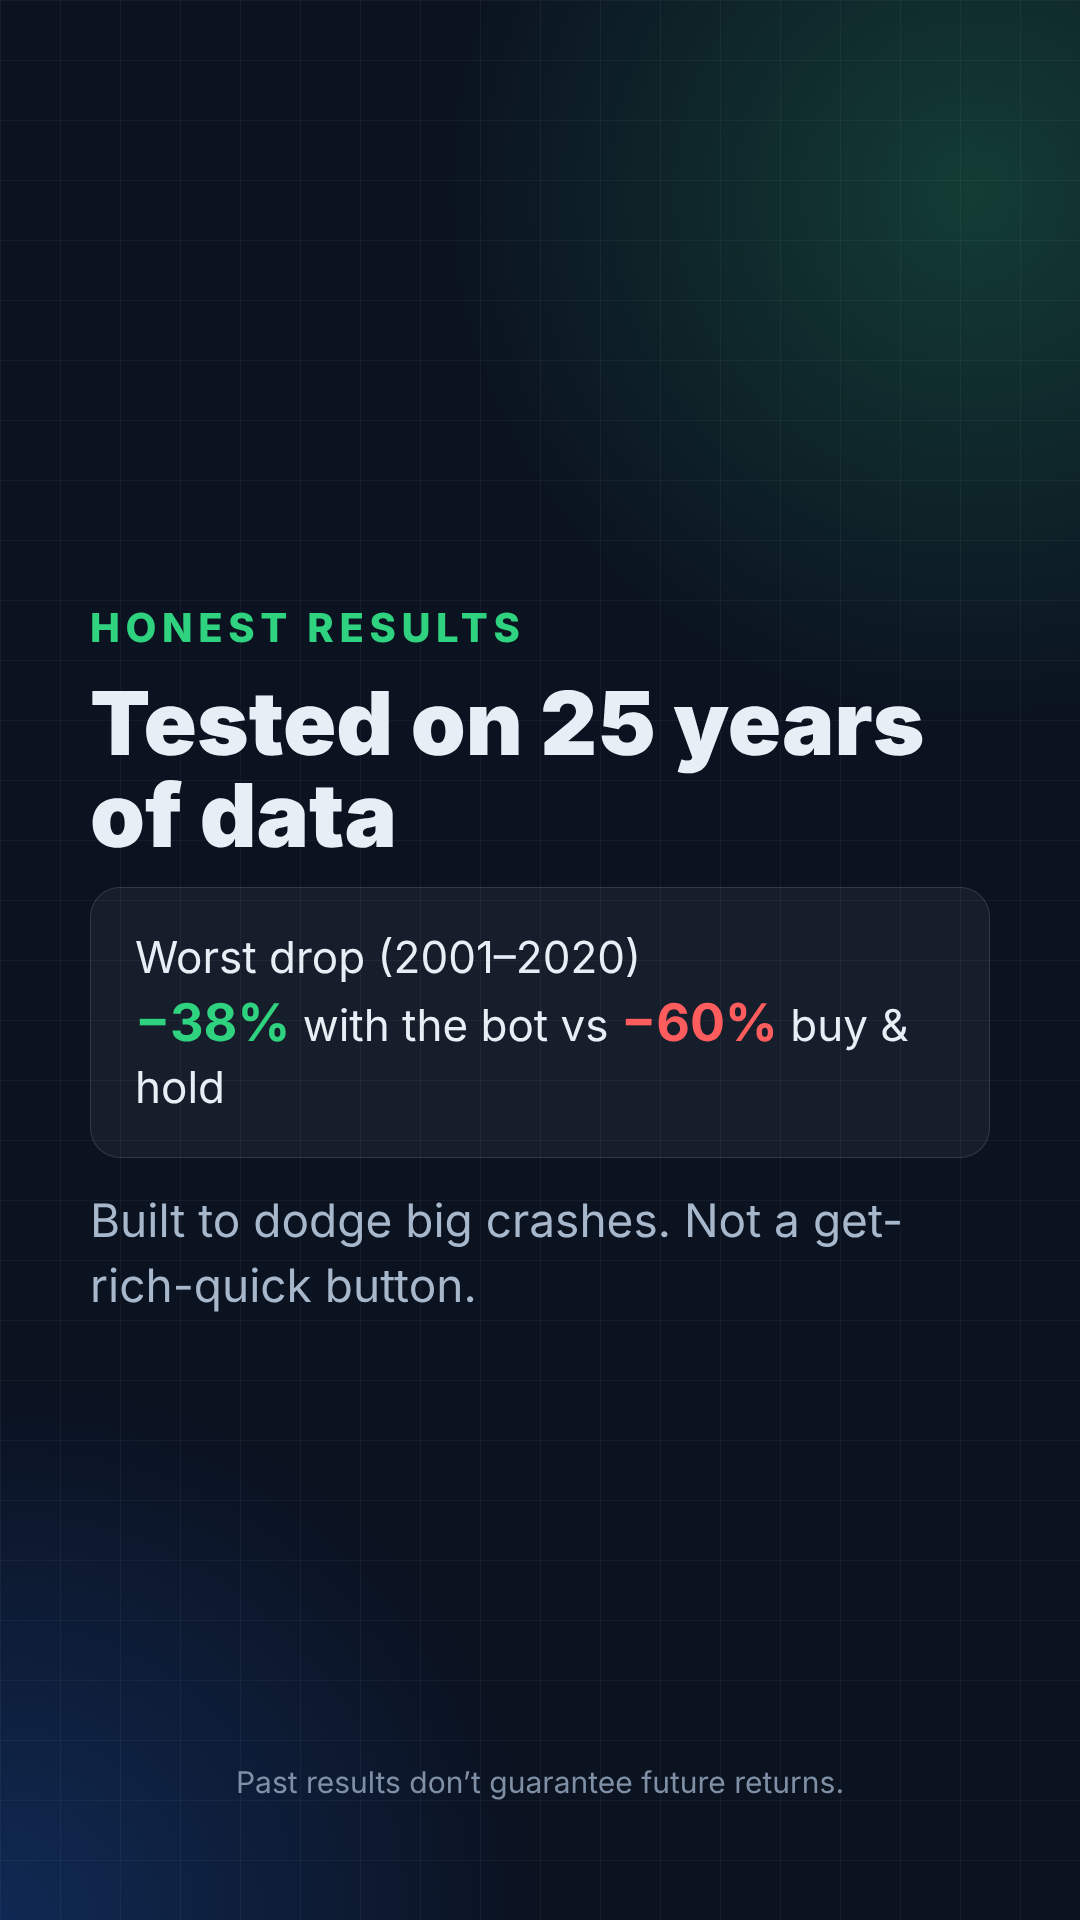 HONEST RESULTS
Tested on 25 years
of data
Worst drop (2001–2020)
−38% with the bot vs −60% buy &
hold
Built to dodge big crashes. Not a get-
rich-quick button.
Past results don’t guarantee future returns.